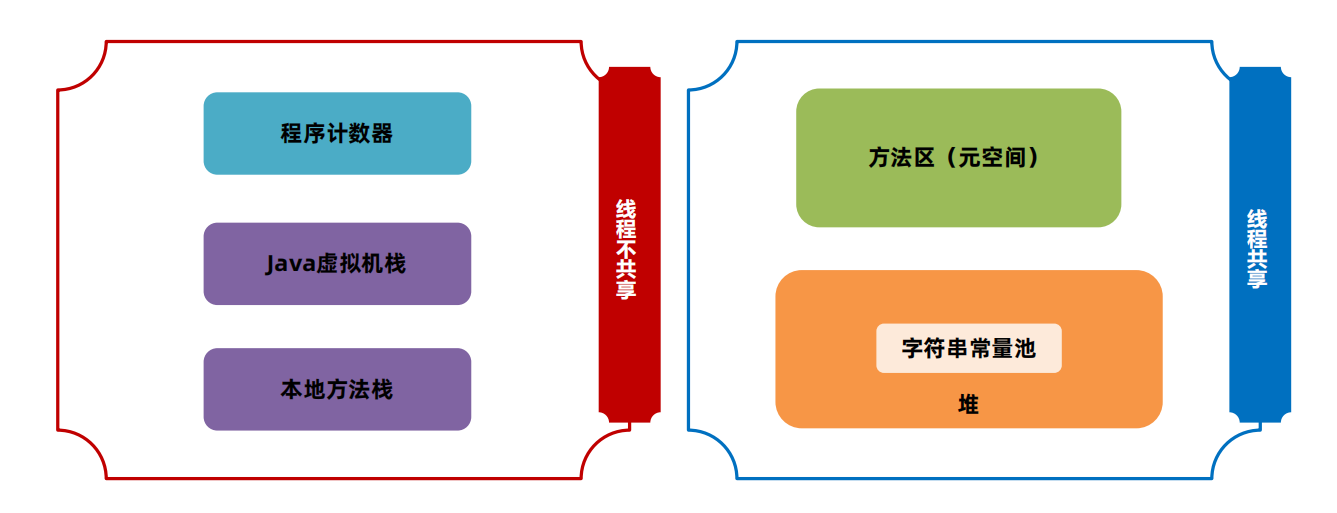 程序计数器
Java虚拟机栈
本地方法栈
线程不共享
方法区（元空间）
字符串常量池
堆
线程共享